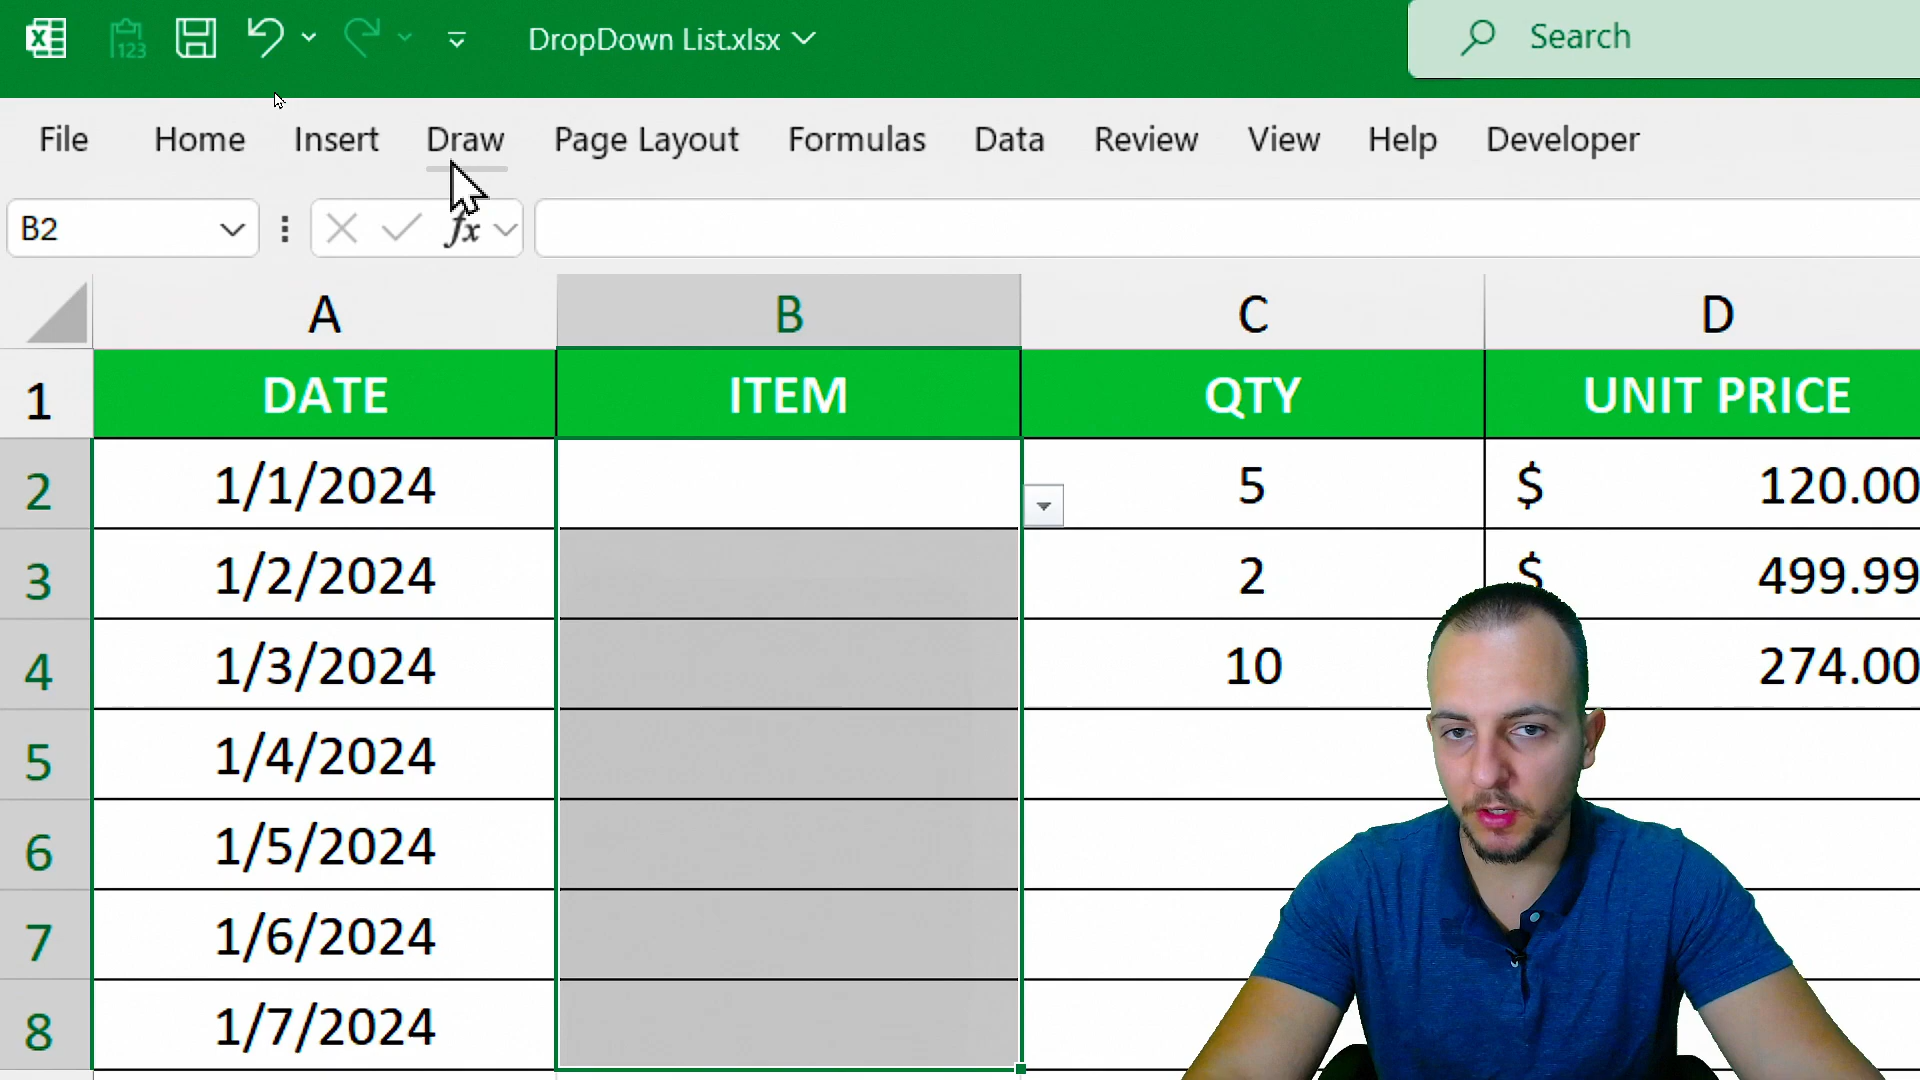 123
DropDown List.xlsx
Search
File Home Insert Draw Page Layout Formulas Data Review View Help Developer
B2 fx
A B C D
1 DATE ITEM QTY UNIT PRICE
2 1/1/2024 5 $ 120.00
3 1/2/2024 2 $ 499.99
4 1/3/2024 10 274.00
5 1/4/2024
6 1/5/2024
7 1/6/2024
8 1/7/2024